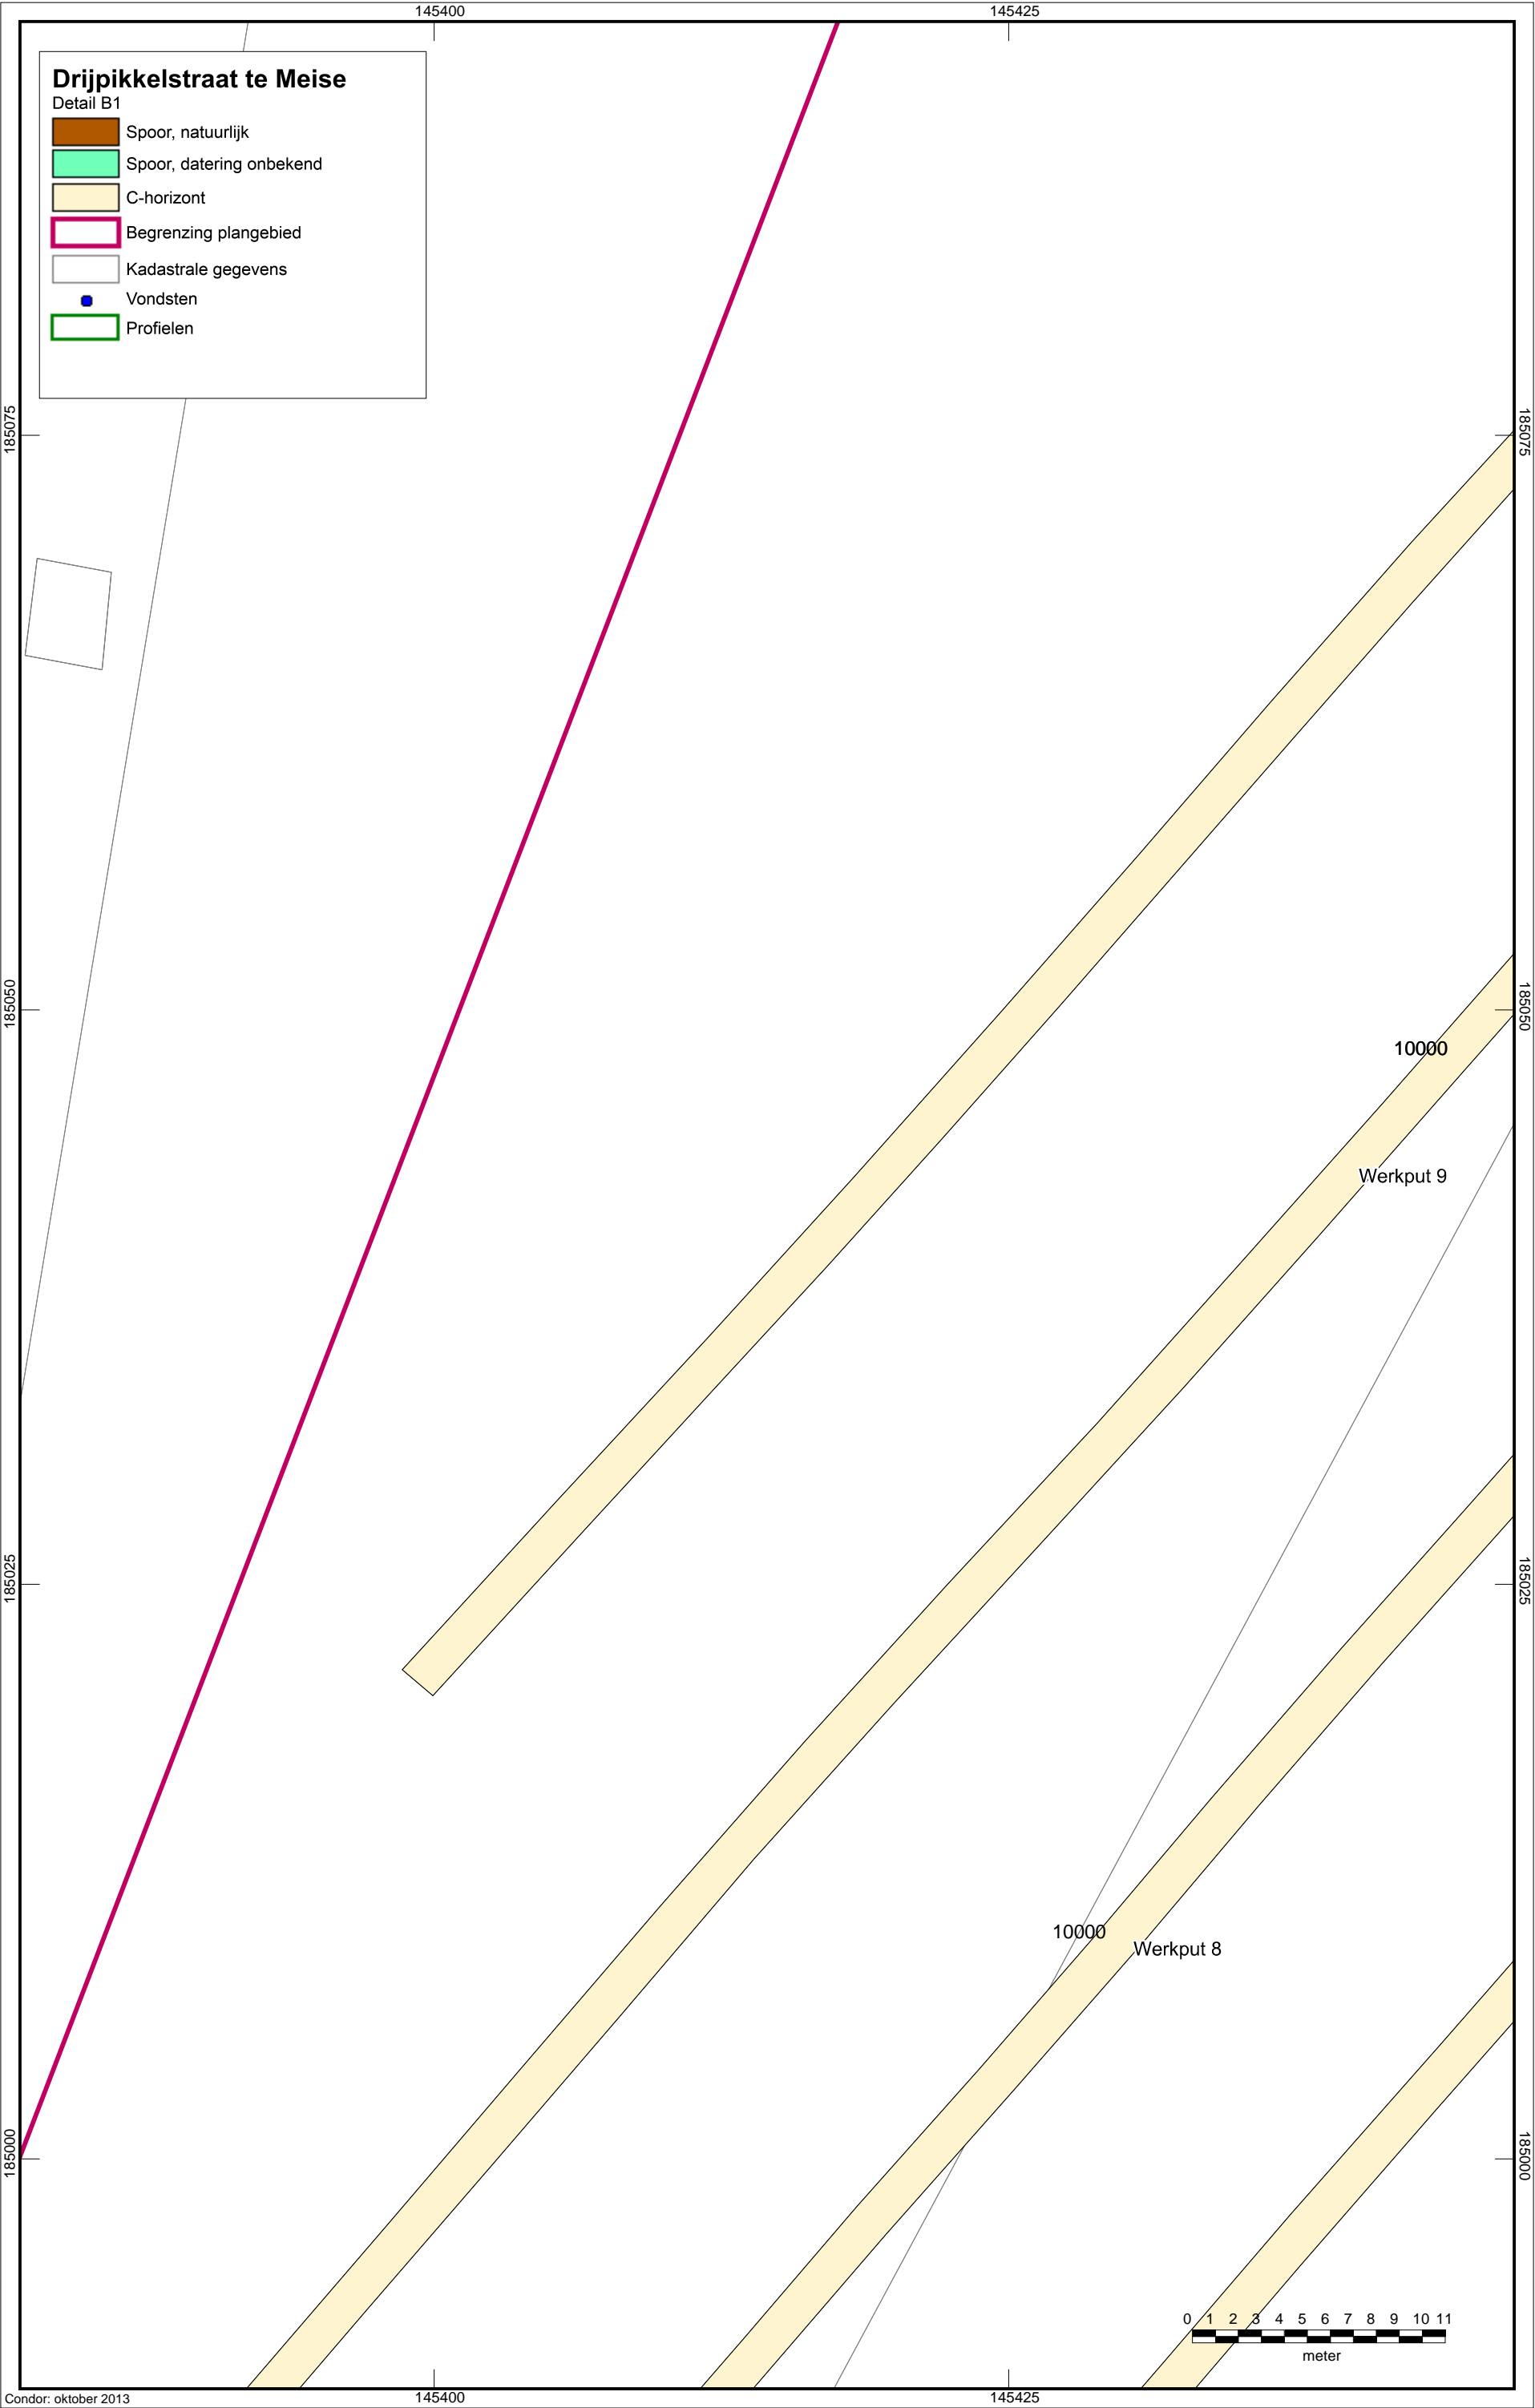 145400 145425
Drijpikkelstraat te Meise
Detail B1
Spoor, natuurlijk
Spoor, datering onbekend
C-horizont
Begrenzing plangebied
Kadastrale gegevens
Vondsten
Profielen
185075 185075
185050 185050
10000
Werkput 9
185025 185025
10000
Werkput 8
185000 185000
0 1 2 3 4 5 6 7 8 9 10 11
meter
Condor: oktober 2013
145400 145425